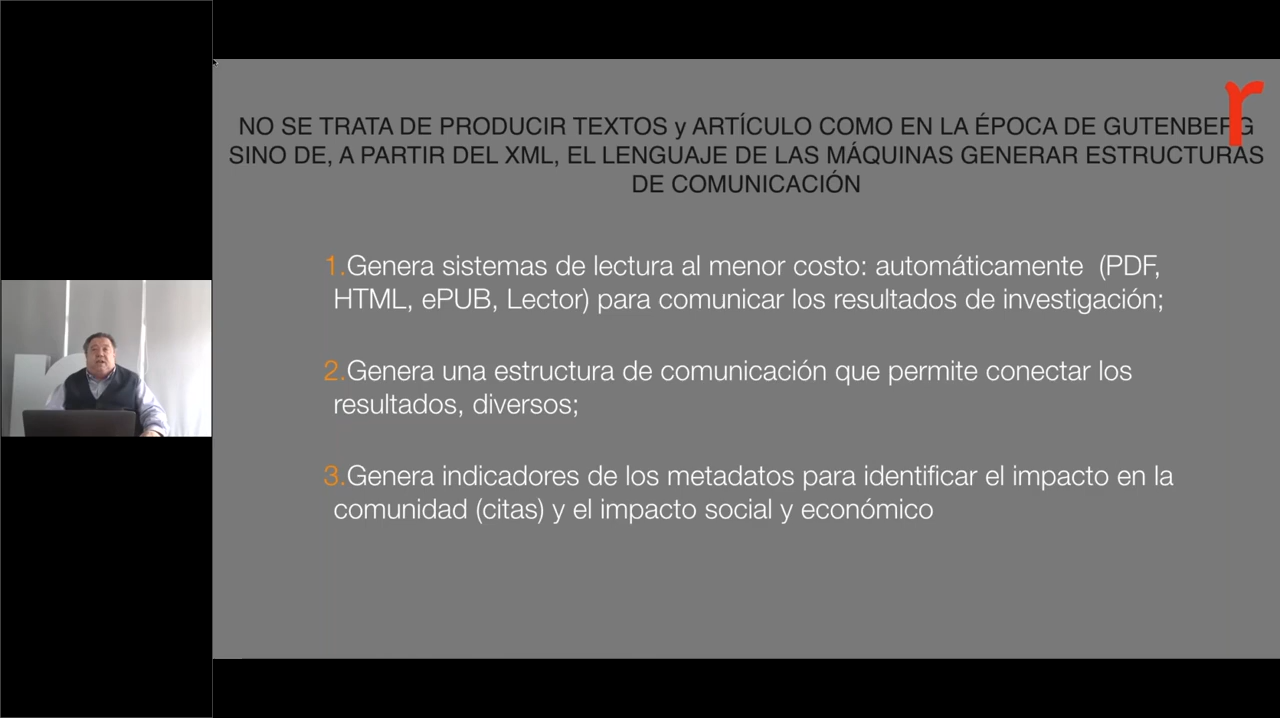 r
NO SE TRATA DE PRODUCIR TEXTOS y ARTÍCULO COMO EN LA ÉPOCA DE GUTENBERG
SINO DE, A PARTIR DEL XML, EL LENGUAJE DE LAS MÁQUINAS GENERAR ESTRUCTURAS
DE COMUNICACIÓN
1.Genera sistemas de lectura al menor costo: automáticamente (PDF,
HTML, ePUB, Lector) para comunicar los resultados de investigación;
2.Genera una estructura de comunicación que permite conectar los
resultados, diversos;
3.Genera indicadores de los metadatos para identificar el impacto en la
comunidad (citas) y el impacto social y económico